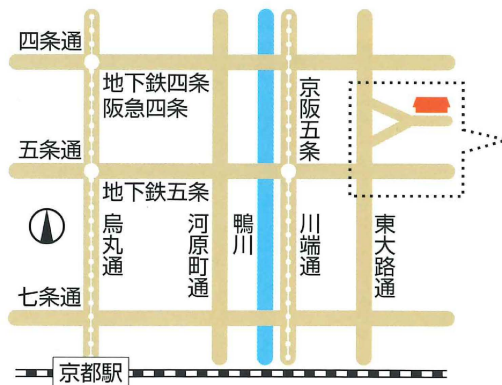 四条通
地下鉄四条
阪急四条
京阪五条
五条通
地下鉄五条
烏丸通
河原町通
鴨川
川端通
東大路通
七条通
京都駅